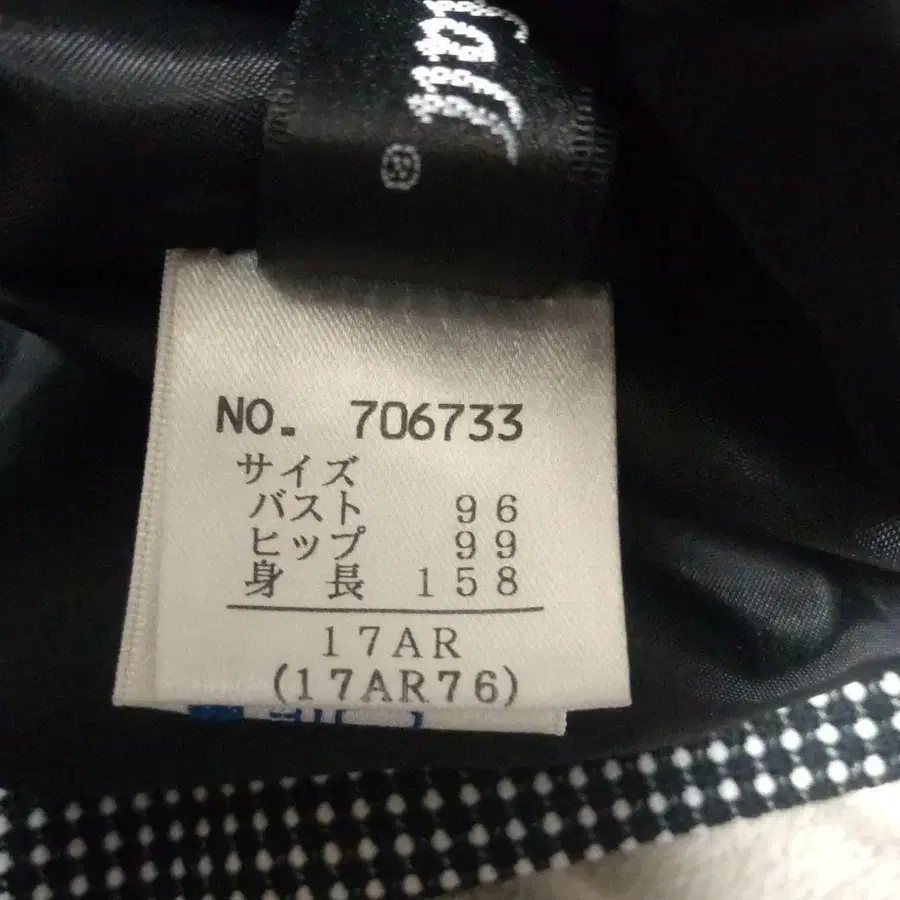 NO. 706733
サイズ
バスト 96
ヒップ 99
身長 158
17AR
(17AR76)